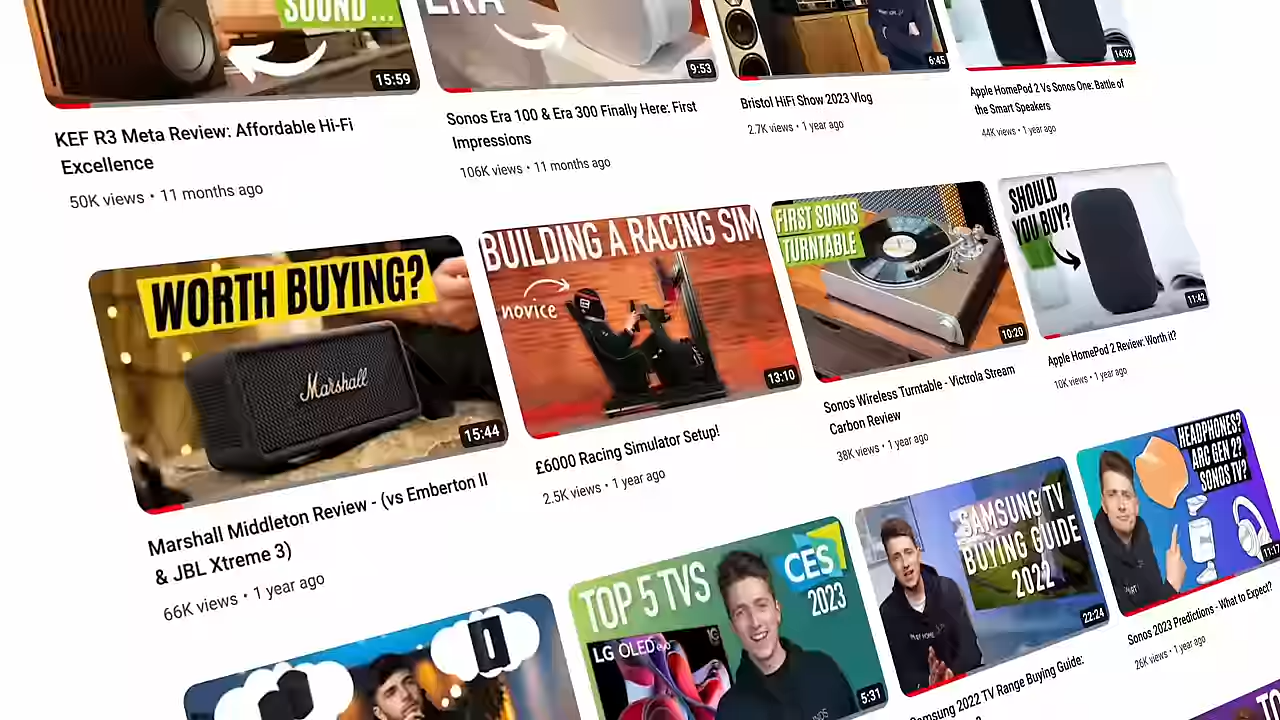 SOUND...
15:59
KEF R3 Meta Review: Affordable Hi-Fi
Excellence
50K views • 11 months ago
ERA
9:53
Sonos Era 100 & Era 300 Finally Here: First
Impressions
106K views • 11 months ago
6:45
Bristol HiFi Show 2023 Vlog
2.7K views • 1 year ago
14:09
Apple HomePod 2 Vs Sonos One: Battle of
the Smart Speakers
44K views • 1 year ago
WORTH BUYING?
Marshall
15:44
Marshall Middleton Review - (vs Emberton II
& JBL Xtreme 3)
66K views • 1 year ago
BUILDING A RACING SIM
novice
13:10
£6000 Racing Simulator Setup!
2.5K views • 1 year ago
FIRST SONOS
TURNTABLE
10:20
Sonos Wireless Turntable - Victrola Stream
Carbon Review
38K views • 1 year ago
SHOULD
YOU BUY?
11:42
Apple HomePod 2 Review: Worth it?
10K views • 1 year ago
TOP 5 TVS
CES
2023
LG OLED evo
5:31
SAMSUNG TV
BUYING GUIDE
2022
22:24
Samsung 2022 TV Range Buying Guide:
HEADPHONES?
ARC GEN 2?
SONOS TV?
11:17
Sonos 2023 Predictions - What to Expect?
26K views • 1 year ago
TO